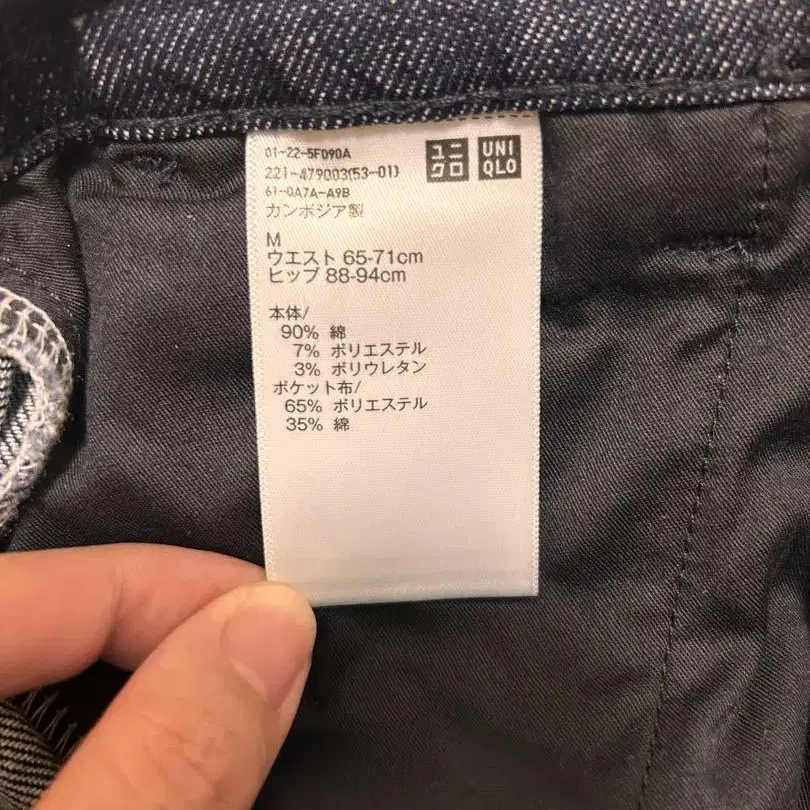 01-22-5F090A
221-479003(53-01)
61-0A7A-A9B
カンボジア製
ユニ
クロ
UNI
QLO
M
ウエスト 65-71cm
ヒップ 88-94cm
本体/
90% 綿
7% ポリエステル
3% ポリウレタン
ポケット布/
65% ポリエステル
35% 綿